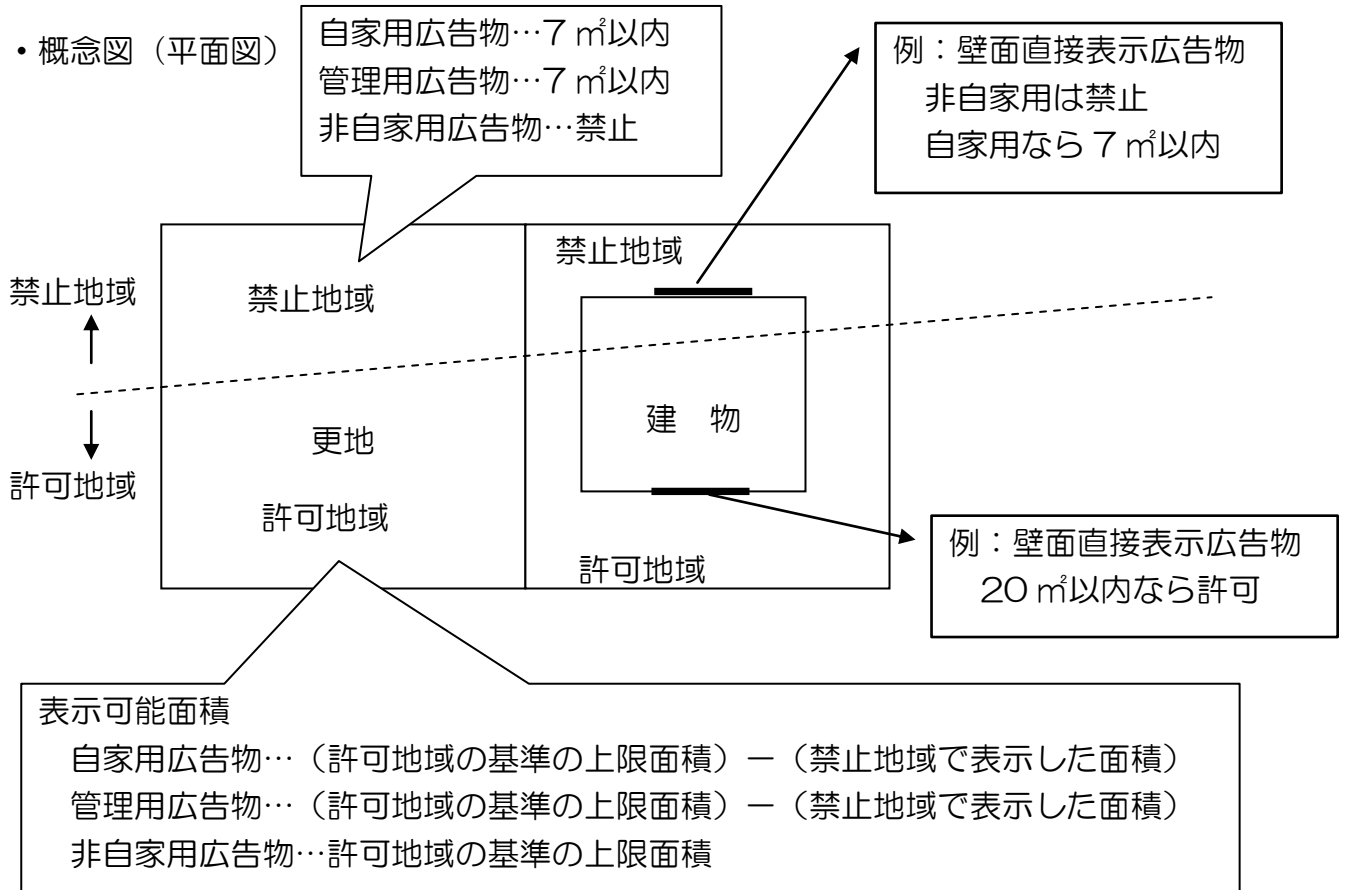 ・概念図（平面図）
自家用広告物…７㎡以内
管理用広告物…７㎡以内
非自家用広告物…禁止
例：壁面直接表示広告物
非自家用は禁止
自家用なら７㎡以内
禁止地域
許可地域
禁止地域
更地
許可地域
禁止地域
建　物
許可地域
例：壁面直接表示広告物
20㎡以内なら許可
表示可能面積
自家用広告物…（許可地域の基準の上限面積）－（禁止地域で表示した面積）
管理用広告物…（許可地域の基準の上限面積）－（禁止地域で表示した面積）
非自家用広告物…許可地域の基準の上限面積